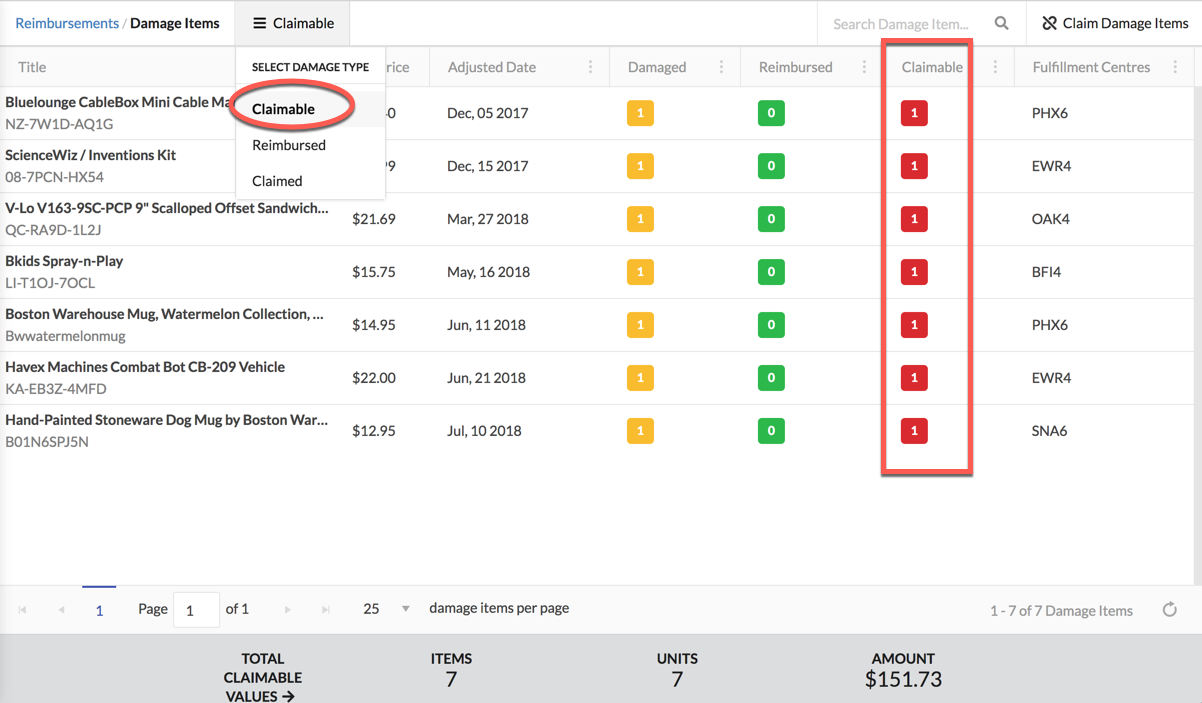 Reimbursements / Damage Items
Claimable
Search Damage Item...
Claim Damage Items
Title
SELECT DAMAGE TYPE
rice
Adjusted Date
Damaged
Reimbursed
Claimable
Fulfillment Centres
Claimable
Reimbursed
Claimed
Bluelounge CableBox Mini Cable Ma
NZ-7W1D-AQ1G
0
Dec, 05 2017
1
0
1
PHX6
ScienceWiz / Inventions Kit
08-7PCN-HX54
99
Dec, 15 2017
1
0
1
EWR4
V-Lo V163-9SC-PCP 9" Scalloped Offset Sandwich...
QC-RA9D-1L2J
$21.69
Mar, 27 2018
1
0
1
OAK4
Bkids Spray-n-Play
LI-T1OJ-7OCL
$15.75
May, 16 2018
1
0
1
BFI4
Boston Warehouse Mug, Watermelon Collection, ...
Bwwatermelonmug
$14.95
Jun, 11 2018
1
0
1
PHX6
Havex Machines Combat Bot CB-209 Vehicle
KA-EB3Z-4MFD
$22.00
Jun, 21 2018
1
0
1
EWR4
Hand-Painted Stoneware Dog Mug by Boston War...
B01N6SPJ5N
$12.95
Jul, 10 2018
1
0
1
SNA6
1
Page 1 of 1
25
damage items per page
1 - 7 of 7 Damage Items
TOTAL
CLAIMABLE
VALUES →
ITEMS
7
UNITS
7
AMOUNT
$151.73